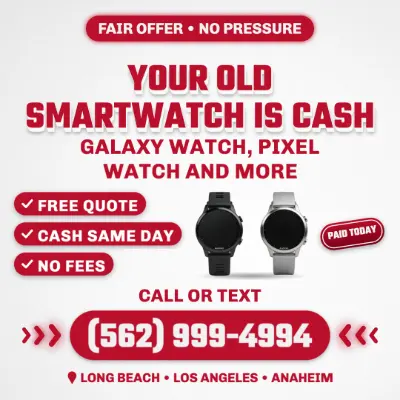 FAIR OFFER • NO PRESSURE
YOUR OLD
SMARTWATCH IS CASH
GALAXY WATCH, PIXEL
WATCH AND MORE
FREE QUOTE
CASH SAME DAY
NO FEES
PAID TODAY
CALL OR TEXT
(562) 999-4994
LONG BEACH • LOS ANGELES • ANAHEIM